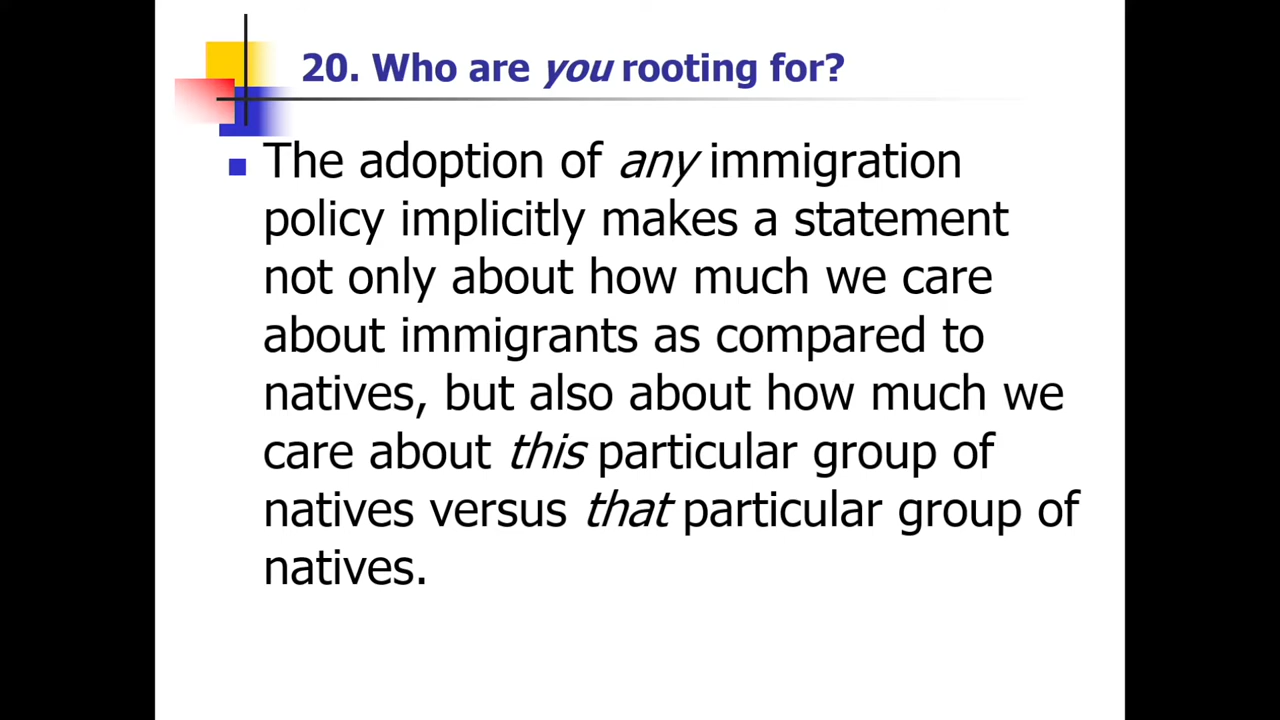 20. Who are you rooting for?
The adoption of any immigration
policy implicitly makes a statement
not only about how much we care
about immigrants as compared to
natives, but also about how much we
care about this particular group of
natives versus that particular group of
natives.